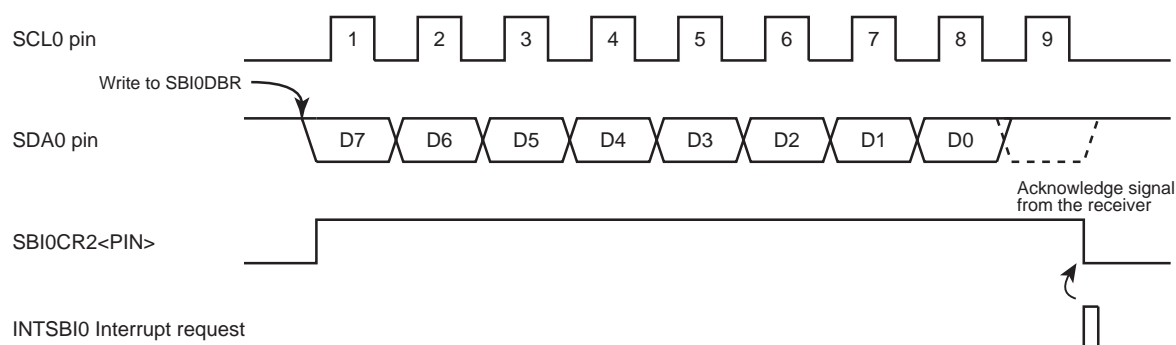 SCL0 pin
1 2 3 4 5 6 7 8 9
Write to SBI0DBR
SDA0 pin
D7 D6 D5 D4 D3 D2 D1 D0
Acknowledge signal
from the receiver
SBI0CR2<PIN>
INTSBI0 Interrupt request